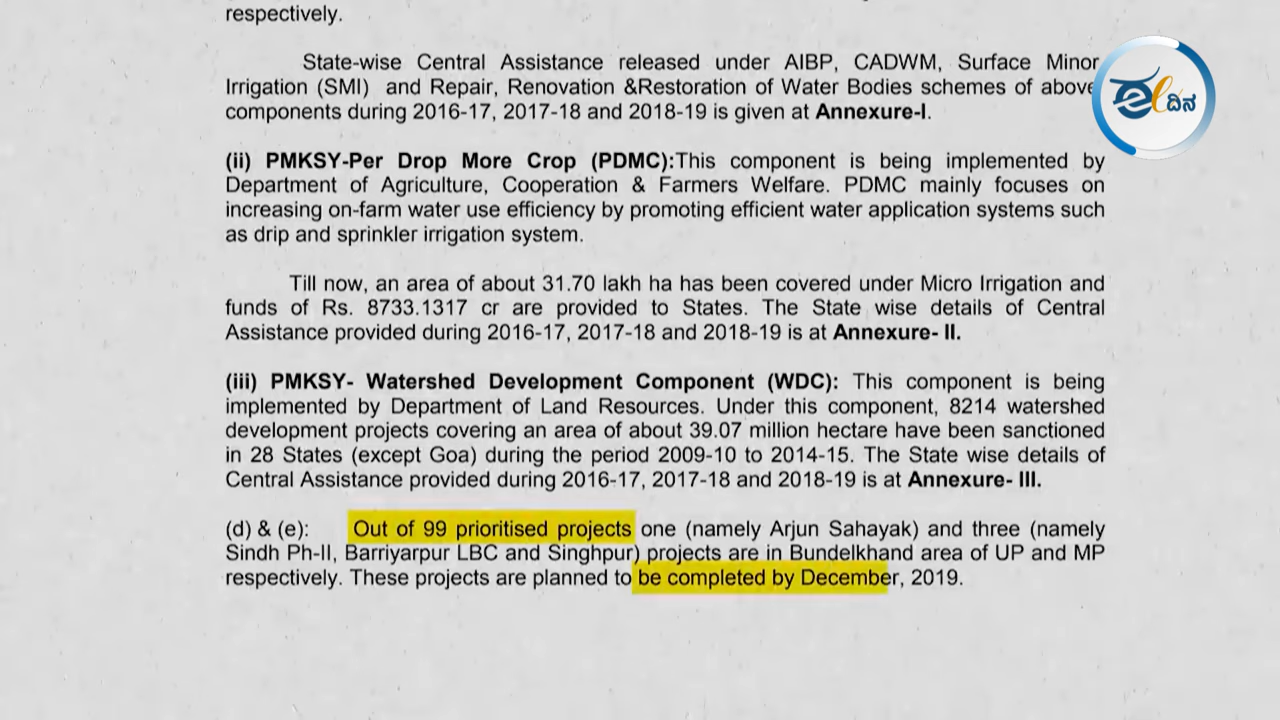 respectively.
State-wise Central Assistance released under AIBP, CADWM, Surface Minor
Irrigation (SMI) and Repair, Renovation &Restoration of Water Bodies schemes of above
components during 2016-17, 2017-18 and 2018-19 is given at Annexure-I.
eದಿನ
(ii) PMKSY-Per Drop More Crop (PDMC):This component is being implemented by
Department of Agriculture, Cooperation & Farmers Welfare. PDMC mainly focuses on
increasing on-farm water use efficiency by promoting efficient water application systems such
as drip and sprinkler irrigation system.
Till now, an area of about 31.70 lakh ha has been covered under Micro Irrigation and
funds of Rs. 8733.1317 cr are provided to States. The State wise details of Central
Assistance provided during 2016-17, 2017-18 and 2018-19 is at Annexure- II.
(iii) PMKSY- Watershed Development Component (WDC): This component is being
implemented by Department of Land Resources. Under this component, 8214 watershed
development projects covering an area of about 39.07 million hectare have been sanctioned
in 28 States (except Goa) during the period 2009-10 to 2014-15. The State wise details of
Central Assistance provided during 2016-17, 2017-18 and 2018-19 is at Annexure- III.
(d) & (e): Out of 99 prioritised projects one (namely Arjun Sahayak) and three (namely
Sindh Ph-II, Barriyarpur LBC and Singhpur) projects are in Bundelkhand area of UP and MP
respectively. These projects are planned to be completed by December, 2019.